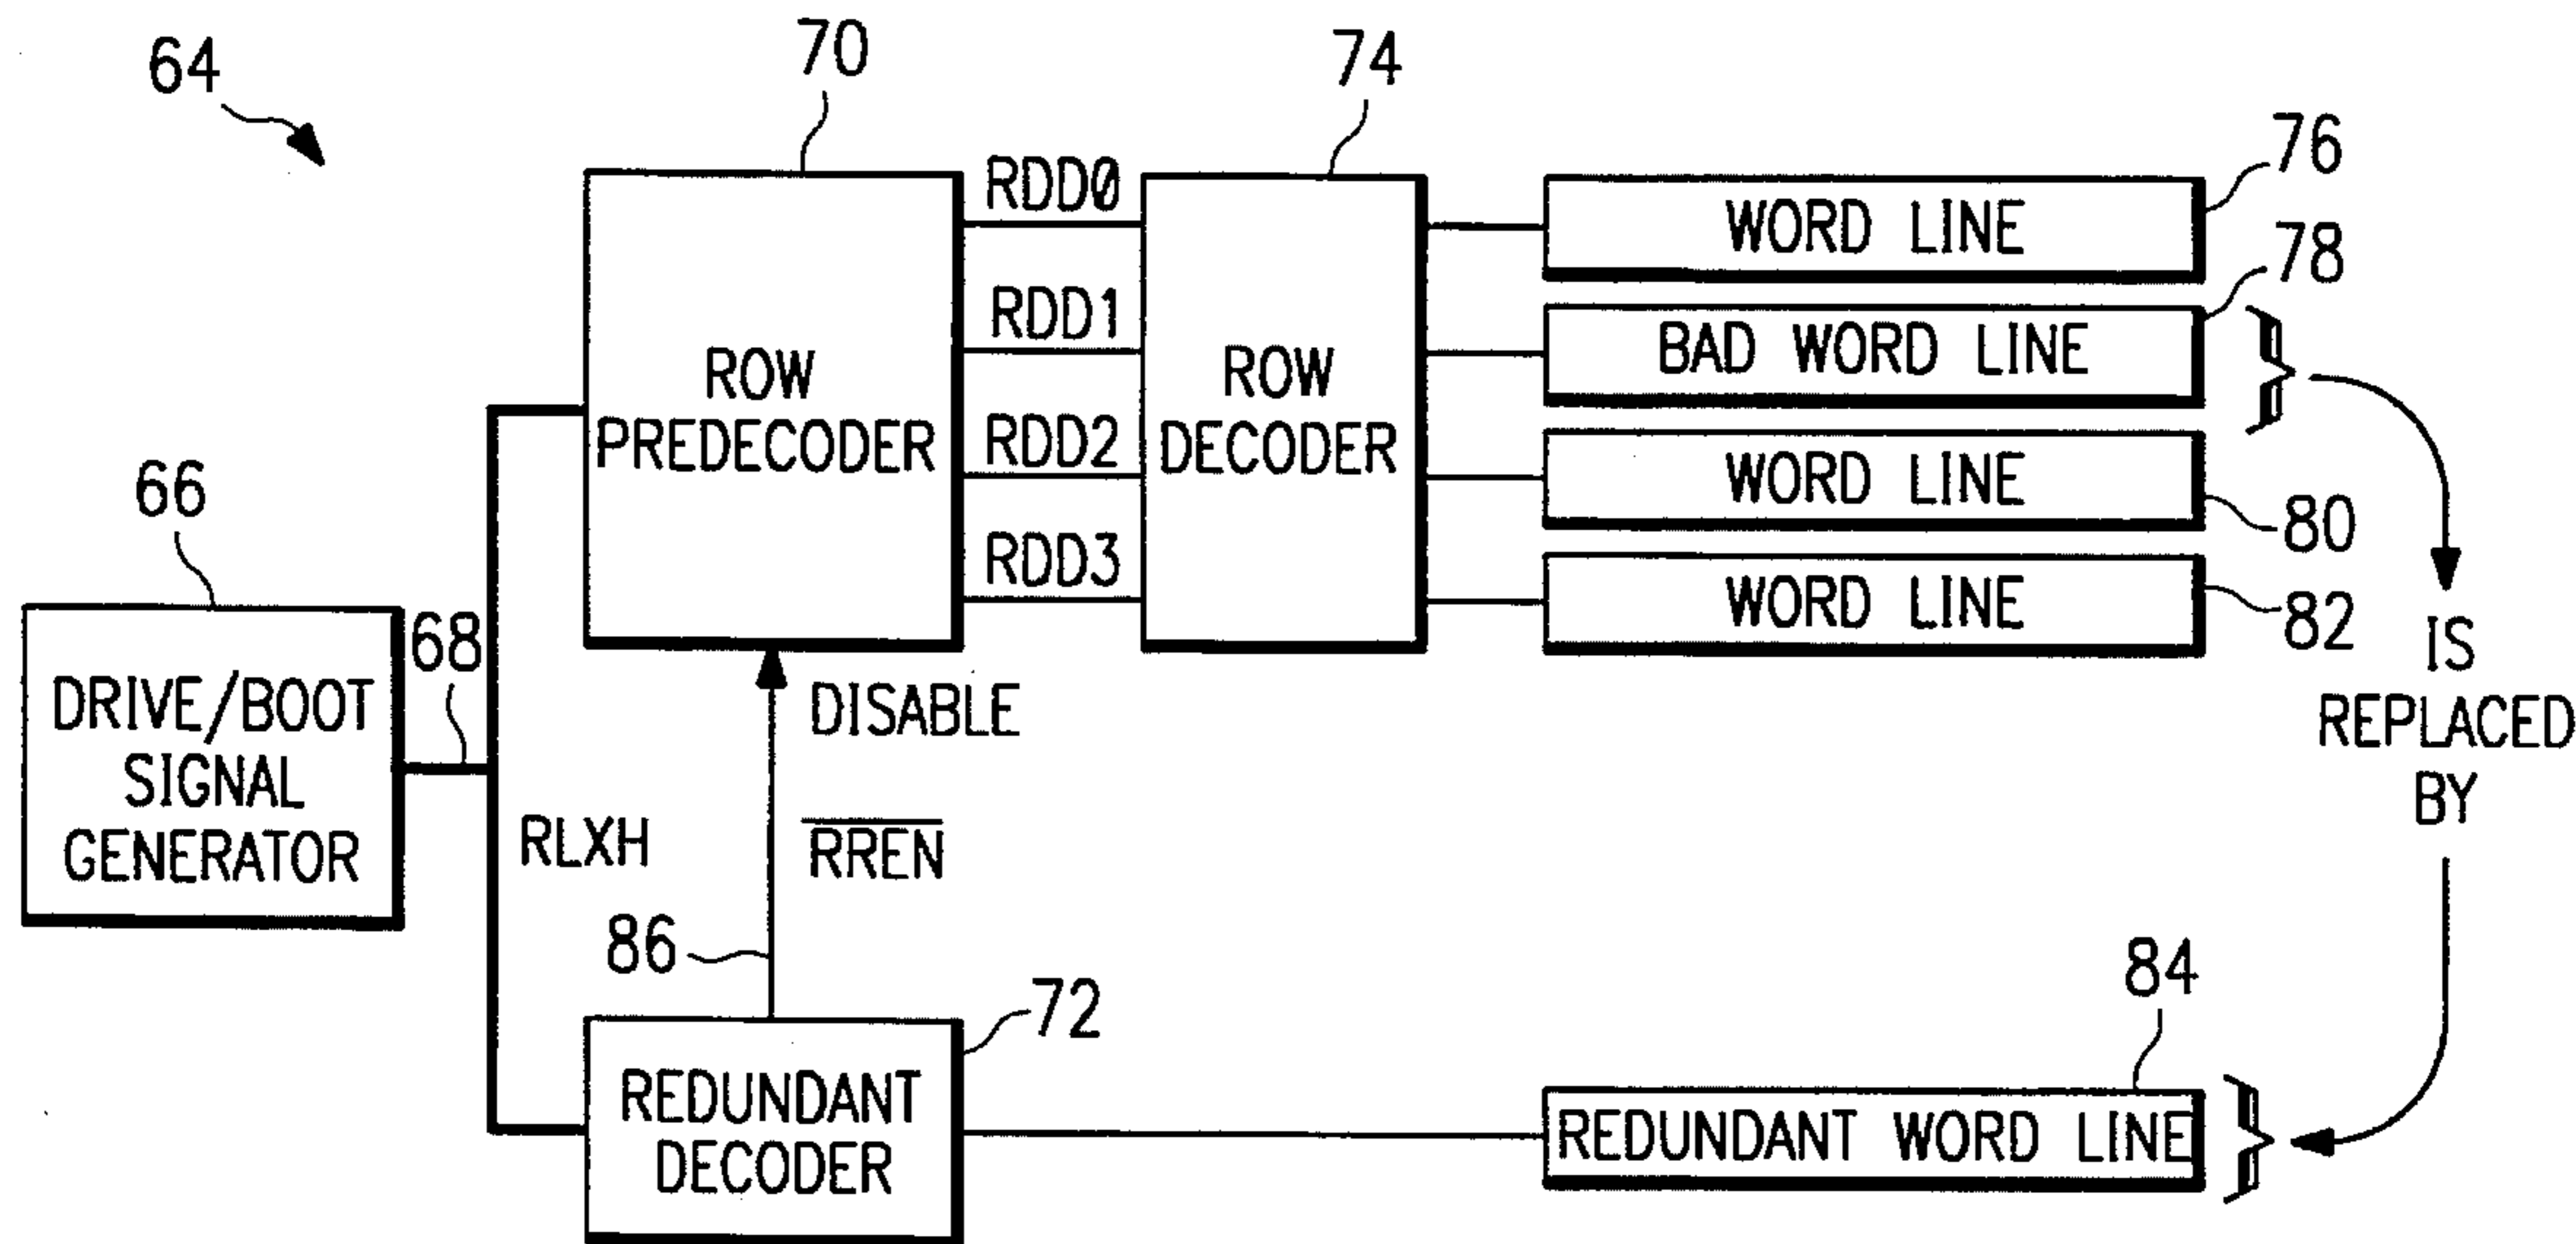 64
70
74
76
78
80
82
66
68
86
72
84
RDD0
RDD1
RDD2
RDD3
ROW
PREDECODER
ROW
DECODER
WORD LINE
BAD WORD LINE
WORD LINE
WORD LINE
IS
REPLACED
BY
DRIVE/BOOT
SIGNAL
GENERATOR
RLXH
DISABLE
R̅R̅E̅N̅
REDUNDANT
DECODER
REDUNDANT WORD LINE